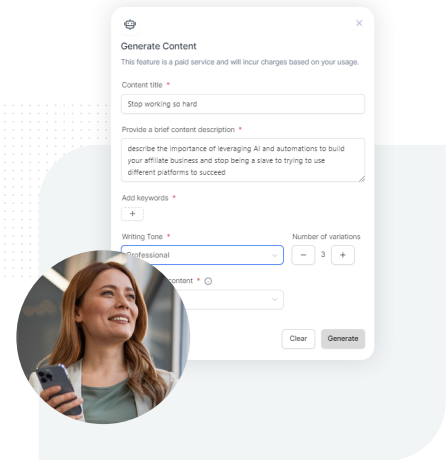 Generate Content
This feature is a paid service and will incur charges based on your usage.
Content title *
Stop working so hard
Provide a brief content description *
describe the importance of leveraging AI and automations to build
your affiliate business and stop being a slave to trying to use
different platforms to succeed
Add keywords *
+
Writing Tone * Number of variations
Professional − 3 +
content *
Clear Generate